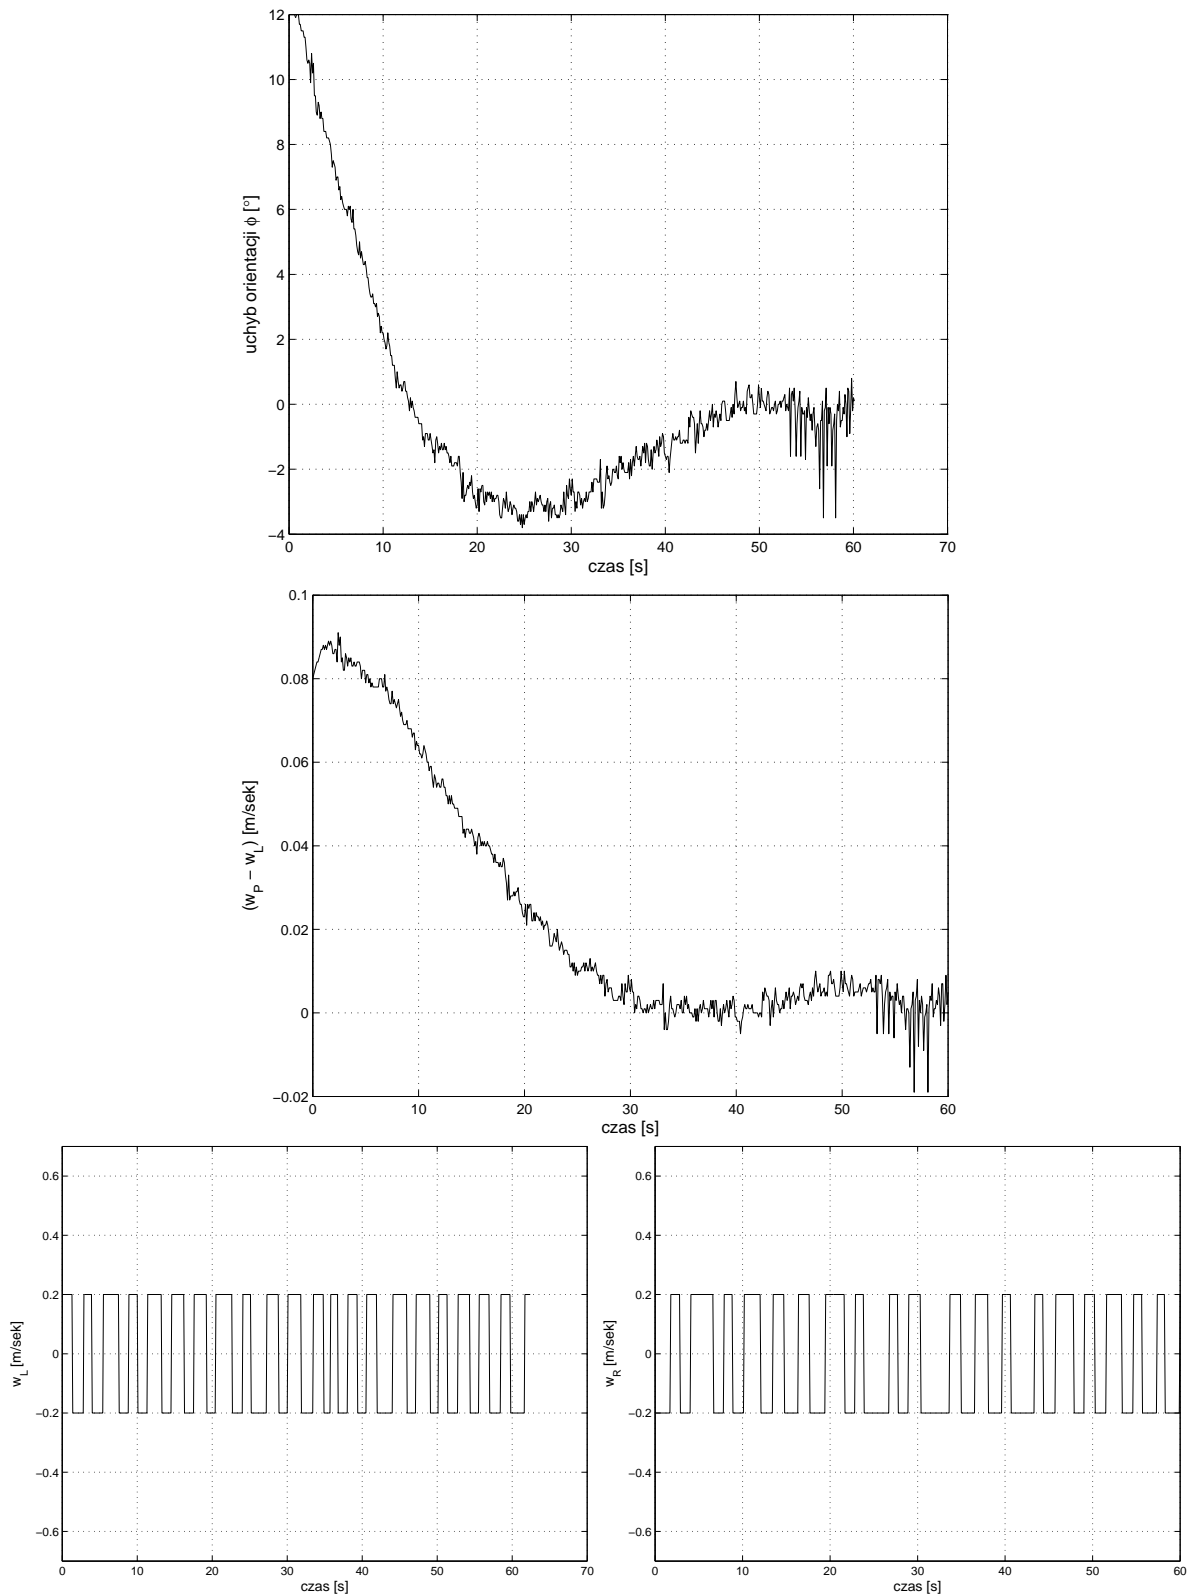 12
10
8
6
4
2
0
−2
−4
0 10 20 30 40 50 60 70
uchyb orientacji ϕ [°]
czas [s]
0.1
0.08
0.06
0.04
0.02
0
−0.02
0 10 20 30 40 50 60
(w_P − w_L) [m/sek]
czas [s]
0.6
0.4
0.2
0
−0.2
−0.4
−0.6
0 10 20 30 40 50 60 70
w_L [m/sek]
czas [s]
0.6
0.4
0.2
0
−0.2
−0.4
−0.6
0 10 20 30 40 50 60
w_R [m/sek]
czas [s]